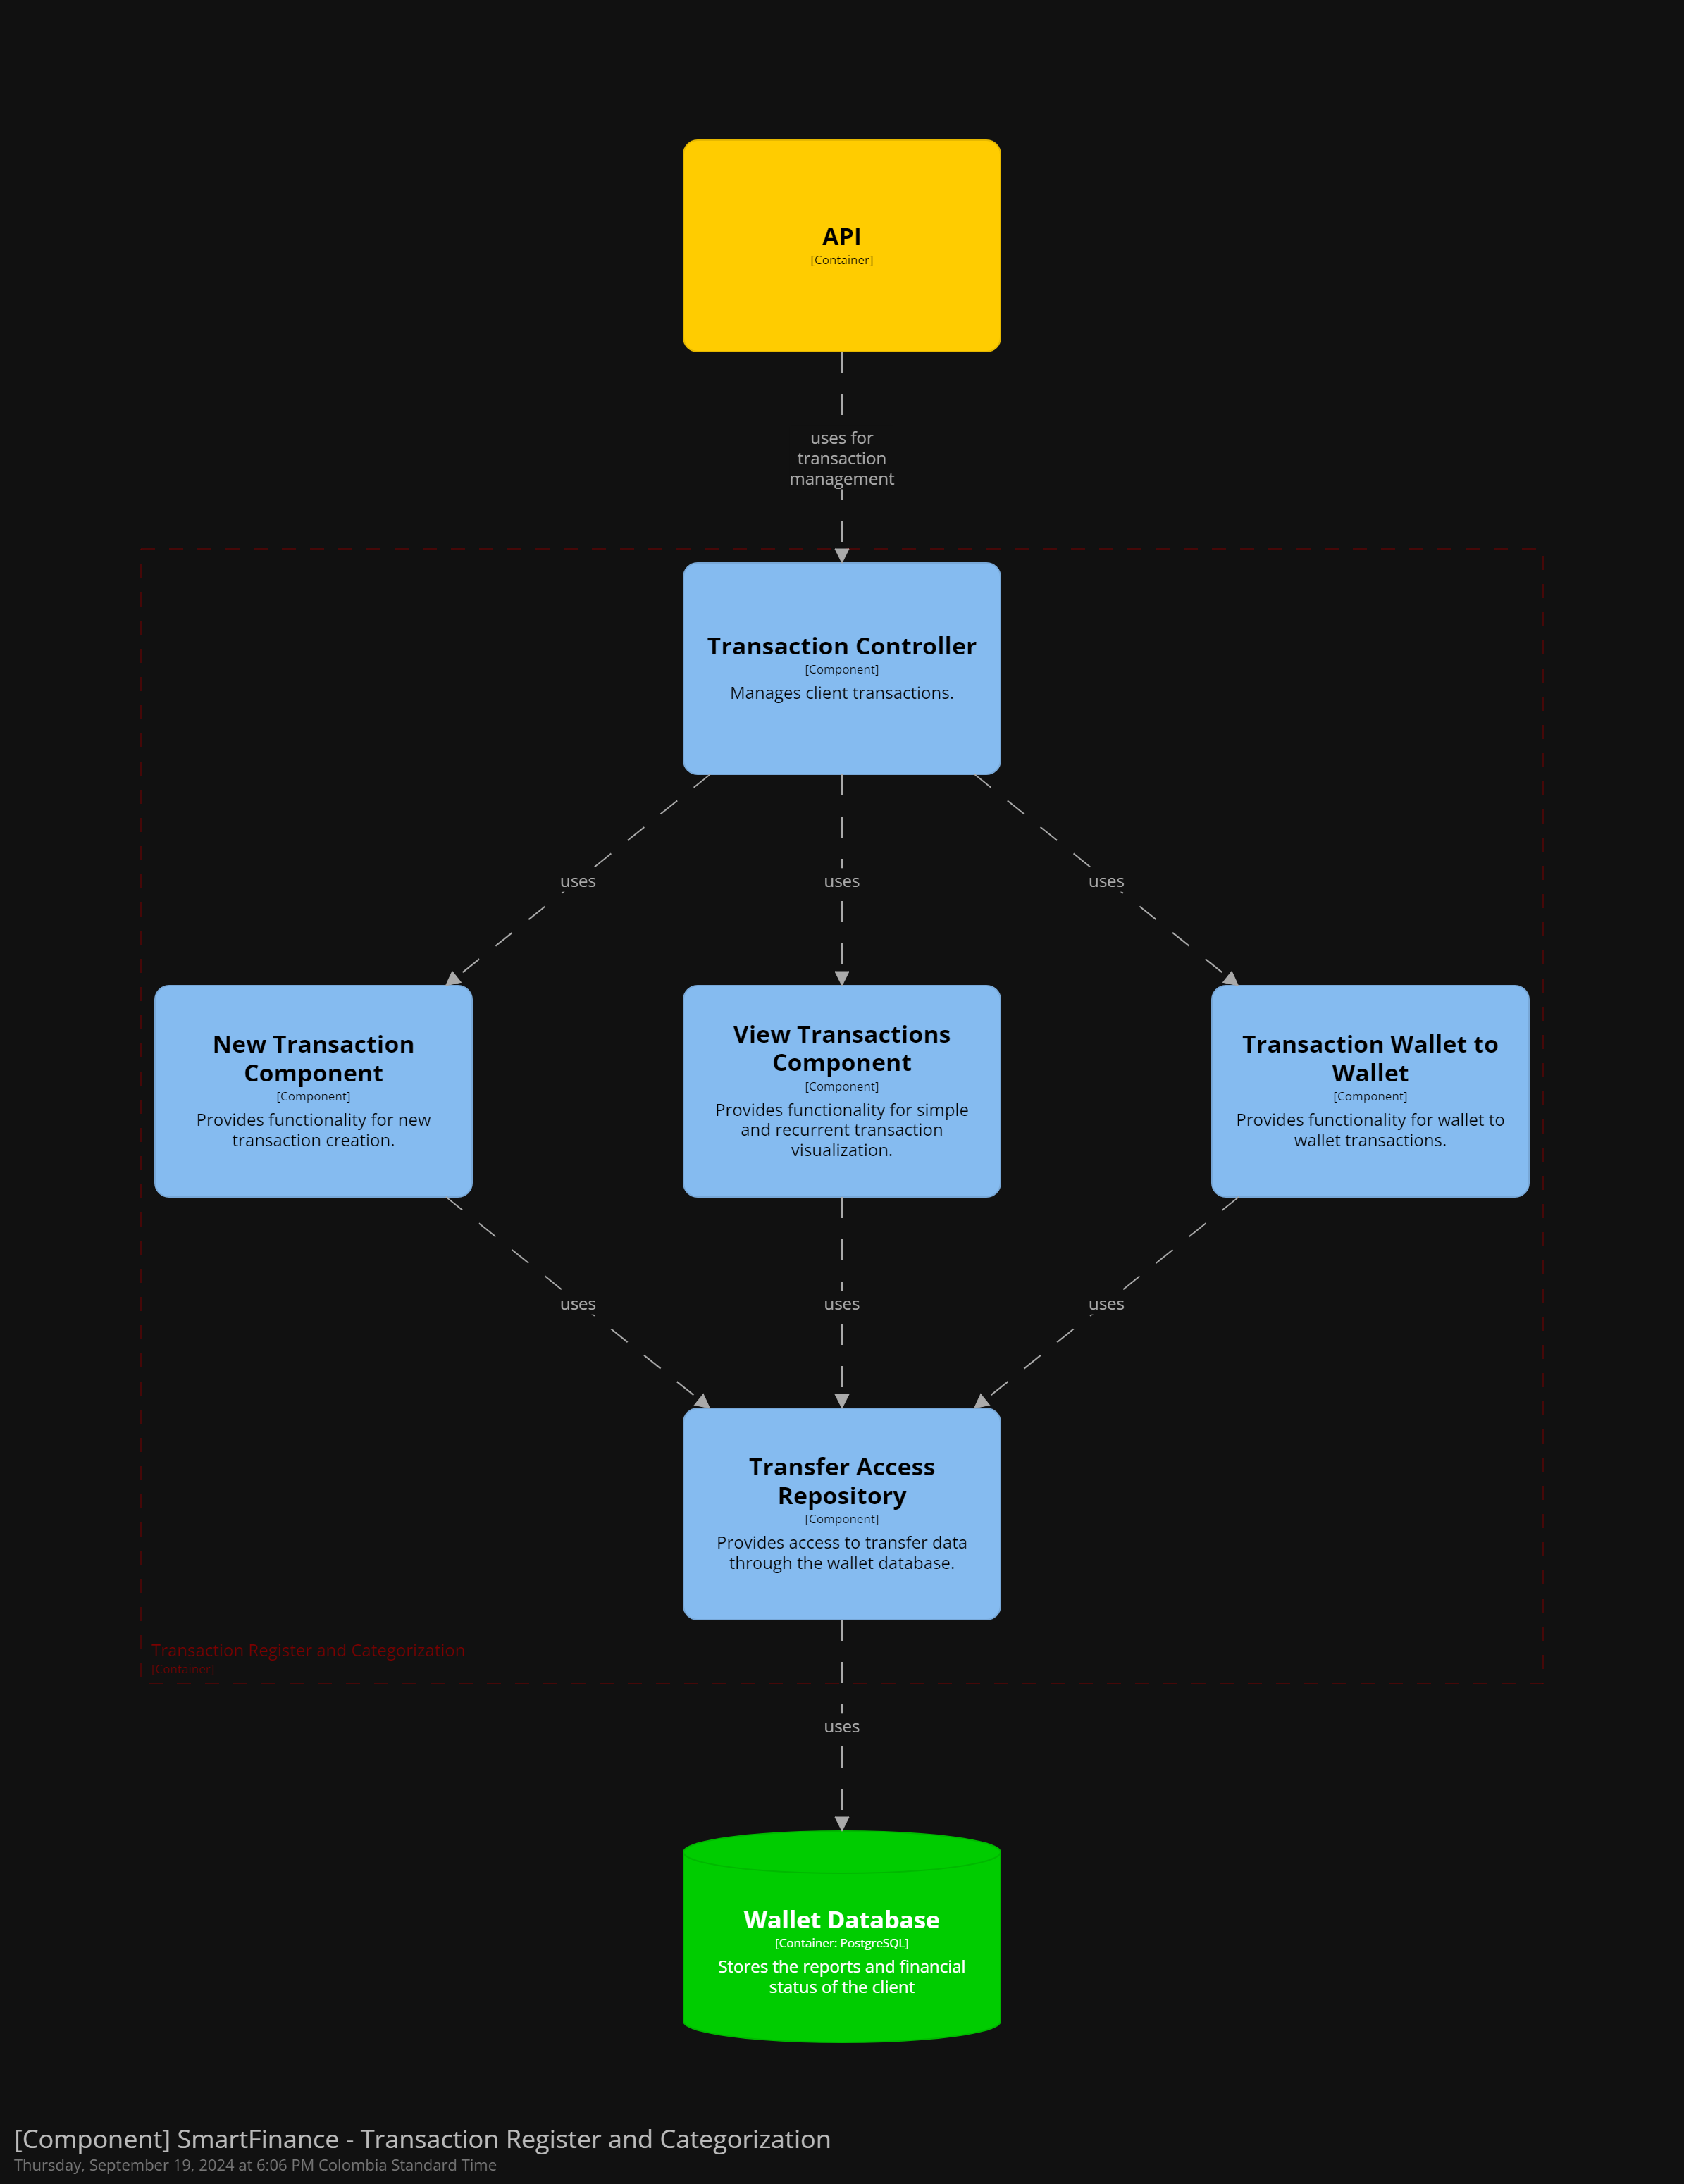 API
[Container]
uses for
transaction
management
Transaction Controller
[Component]
Manages client transactions.
uses
uses
uses
New Transaction
Component
[Component]
Provides functionality for new
transaction creation.
View Transactions
Component
[Component]
Provides functionality for simple
and recurrent transaction
visualization.
Transaction Wallet to
Wallet
[Component]
Provides functionality for wallet to
wallet transactions.
uses
uses
uses
Transfer Access
Repository
[Component]
Provides access to transfer data
through the wallet database.
Transaction Register and Categorization
[Container]
uses
Wallet Database
[Container: PostgreSQL]
Stores the reports and financial
status of the client
[Component] SmartFinance - Transaction Register and Categorization
Thursday, September 19, 2024 at 6:06 PM Colombia Standard Time